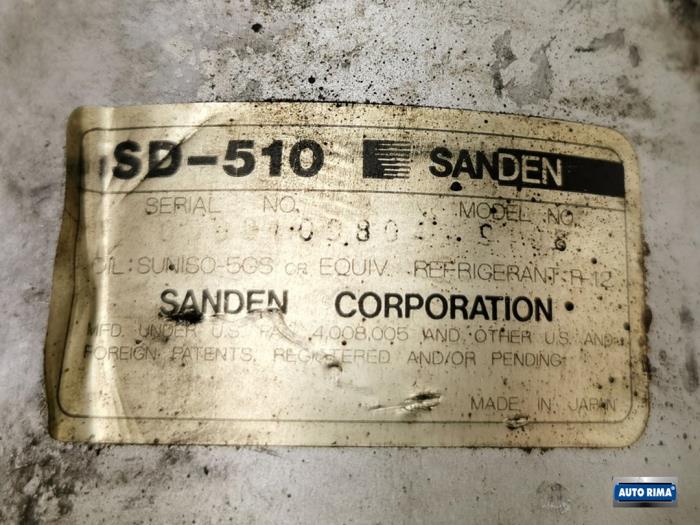 SD-510 SANDEN
SERIAL NO. MODEL NO.
OIL: SUNISO-5GS OR EQUIV. REFRIGERANT: R-12
SANDEN CORPORATION
MFD. UNDER U.S. PAT. 4,008,005 AND OTHER U.S. AND
FOREIGN PATENTS, REGISTERED AND/OR PENDING
MADE IN JAPAN
AUTO RIMA